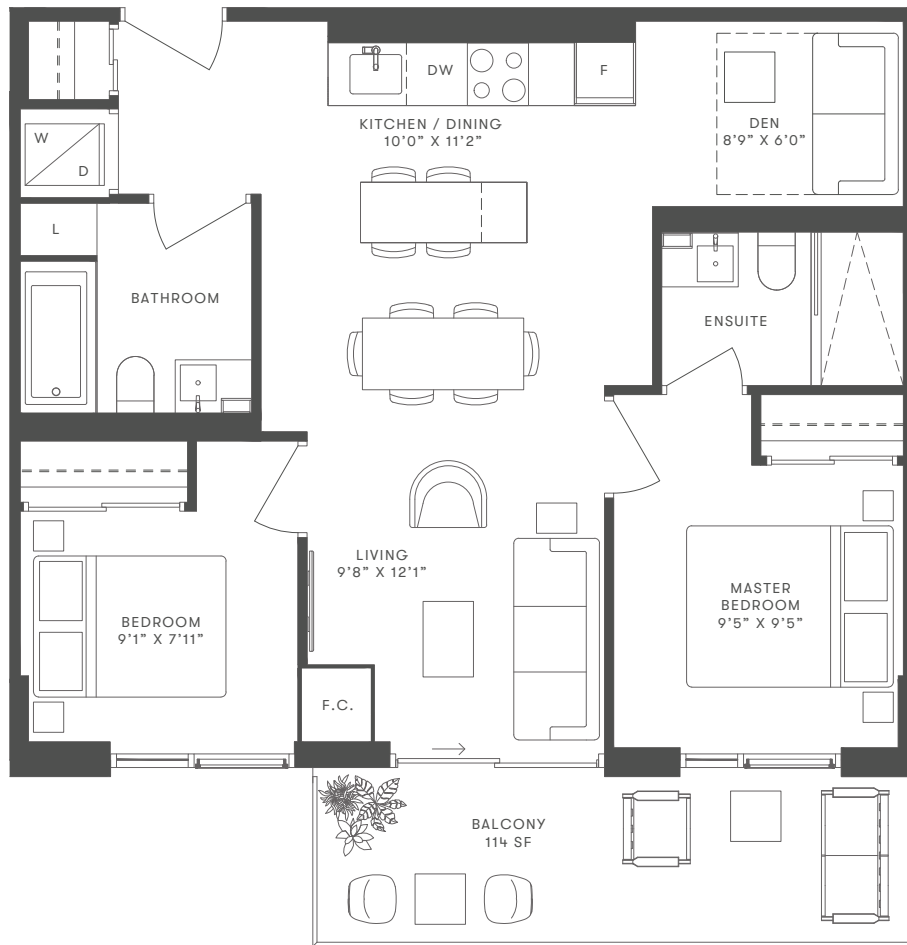 DW
F
KITCHEN / DINING
10’0” X 11’2”
DEN
8’9” X 6’0”
W
D
L
BATHROOM
ENSUITE
LIVING
9’8” X 12’1”
BEDROOM
9’1” X 7’11”
MASTER
BEDROOM
9’5” X 9’5”
F.C.
BALCONY
114 SF